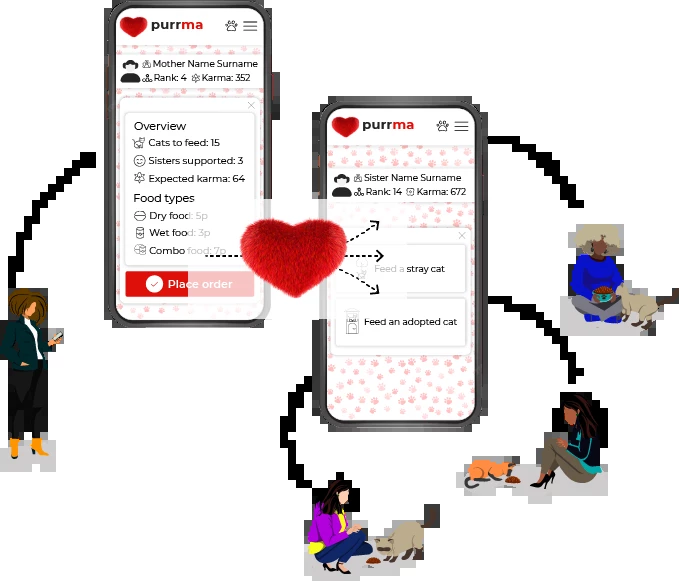 purrma
Mother Name Surname
Rank: 4 Karma: 352
Overview
Cats to feed: 15
Sisters supported: 3
Expected karma: 64
Food types
Dry food: 5p
Wet food: 3p
Combo food: 7p
Place order
purrma
Sister Name Surname
Rank: 14 Karma: 672
Feed a stray cat
Feed an adopted cat